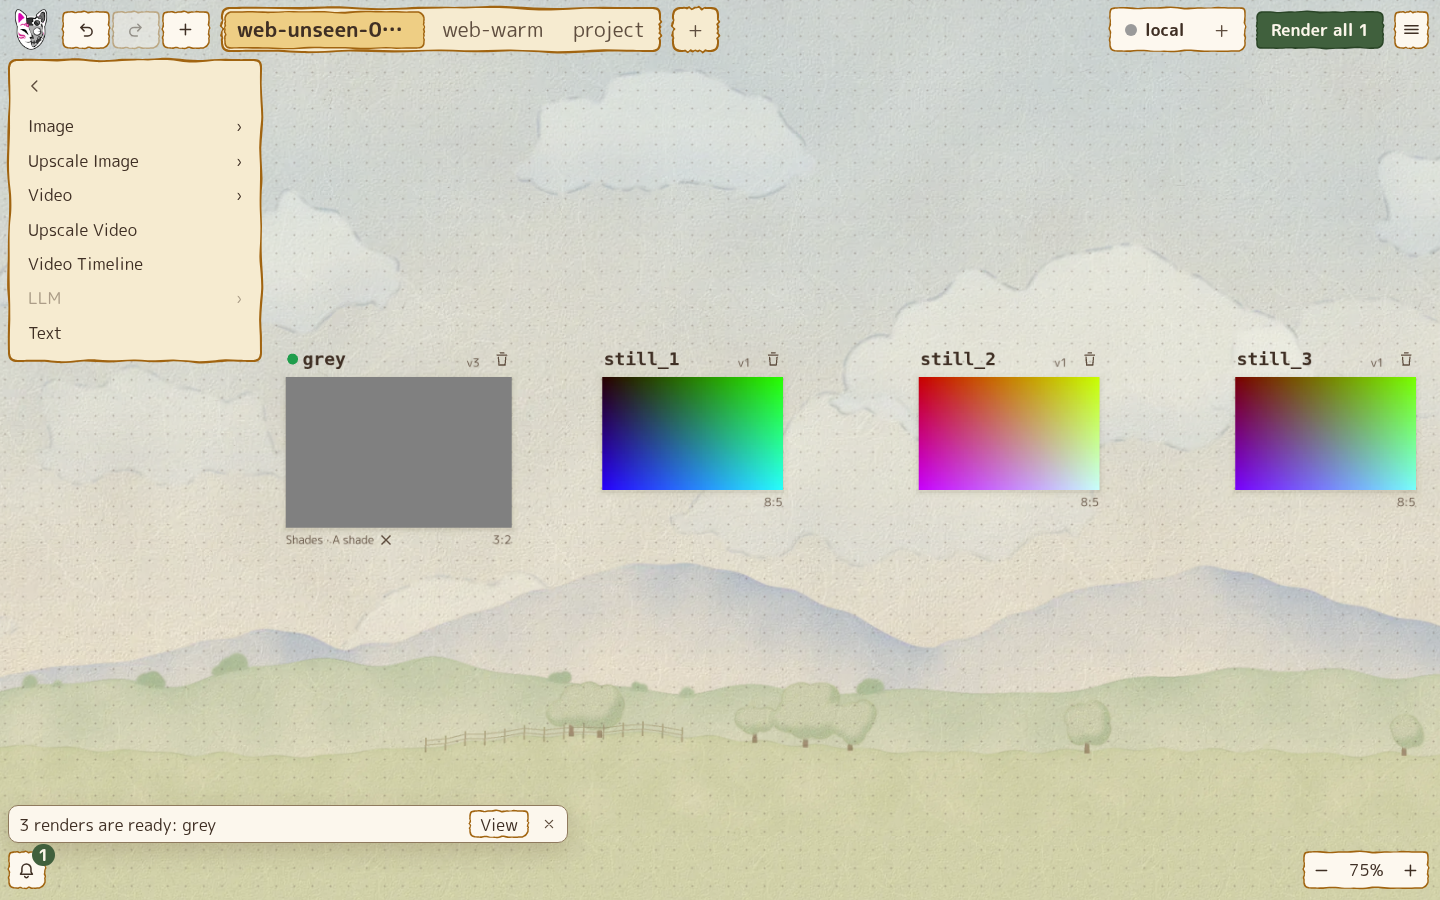 web-unseen-0···
web-warm
project
local
Render all 1
Image
Upscale Image
Video
Upscale Video
Video Timeline
LLM
Text
grey
v3
still_1
v1
still_2
v1
still_3
v1
8:5
8:5
8:5
Shades · A shade
3:2
3 renders are ready: grey
View
1
75%